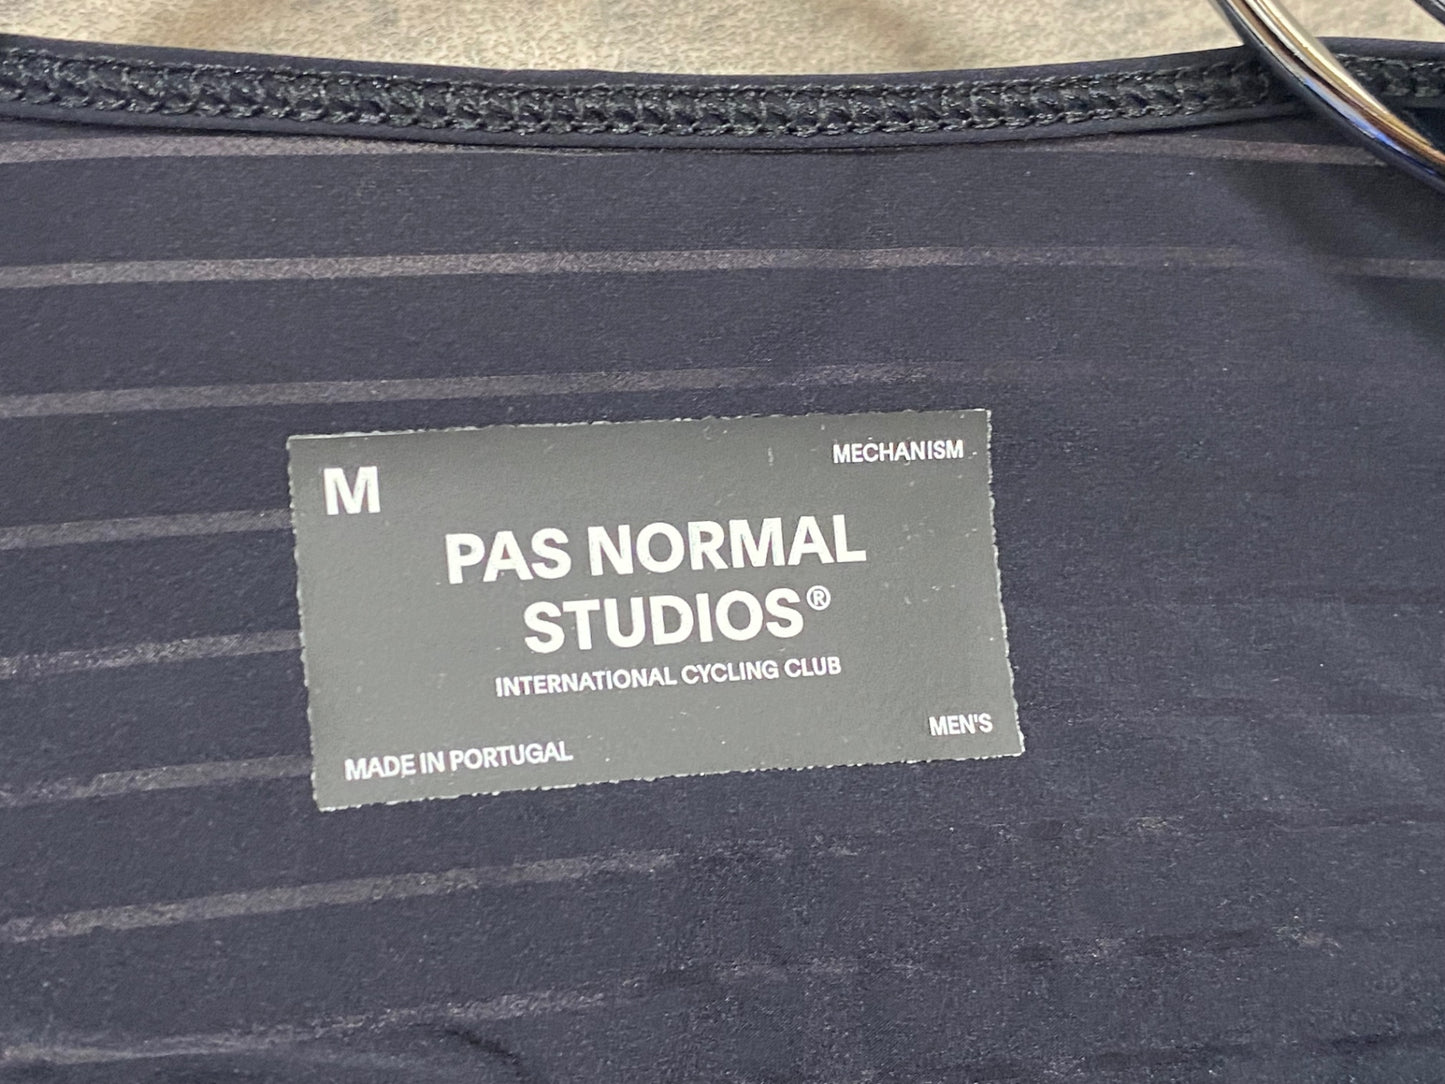 M
MECHANISM
PAS NORMAL
STUDIOS®
INTERNATIONAL CYCLING CLUB
MEN'S
MADE IN PORTUGAL